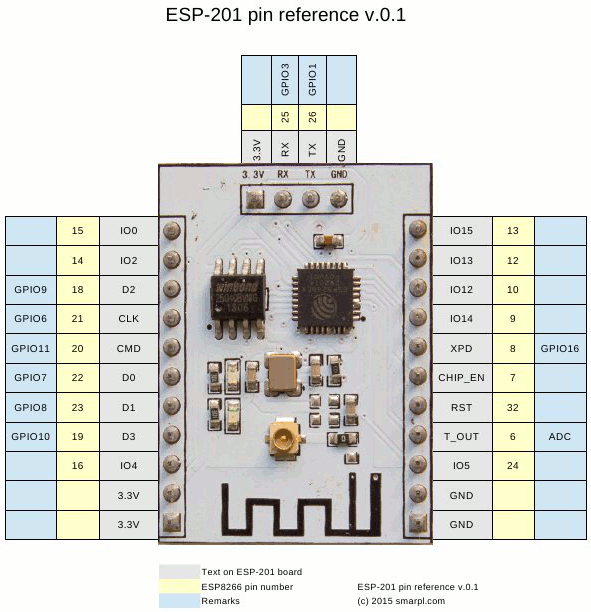 ESP-201 pin reference v.0.1
GPIO3 GPIO1
25 26
3.3V RX TX GND
3.3V RX TX GND
15 IO0 IO15 13
14 IO2 IO13 12
GPIO9 18 D2 IO12 10
GPIO6 21 CLK IO14 9
GPIO11 20 CMD XPD 8 GPIO16
GPIO7 22 D0 CHIP_EN 7
GPIO8 23 D1 RST 32
GPIO10 19 D3 T_OUT 6 ADC
16 IO4 IO5 24
3.3V GND
3.3V GND
winbond
Text on ESP-201 board
ESP8266 pin number ESP-201 pin reference v.0.1
Remarks (c) 2015 smarpl.com